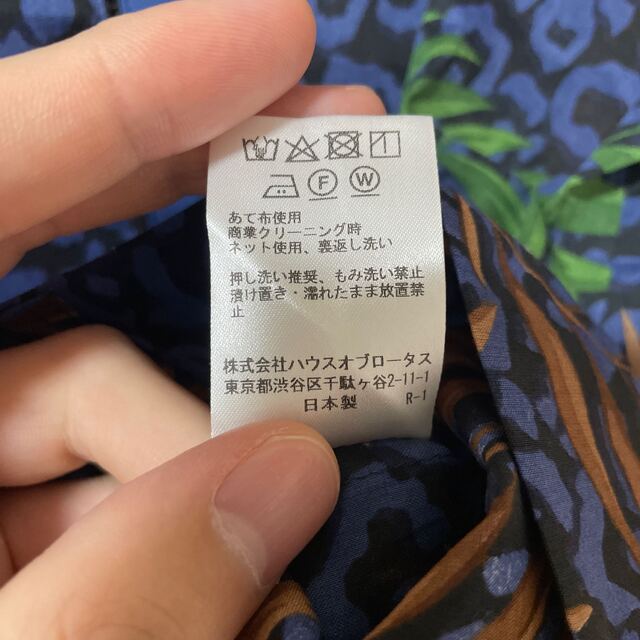 F W
あて布使用
商業クリーニング時
ネット使用、裏返し洗い
押し洗い推奨、もみ洗い禁止
漬け置き・濡れたまま放置禁
止
株式会社ハウスオブロータス
東京都渋谷区千駄ヶ谷2-11-1
日本製 R-1